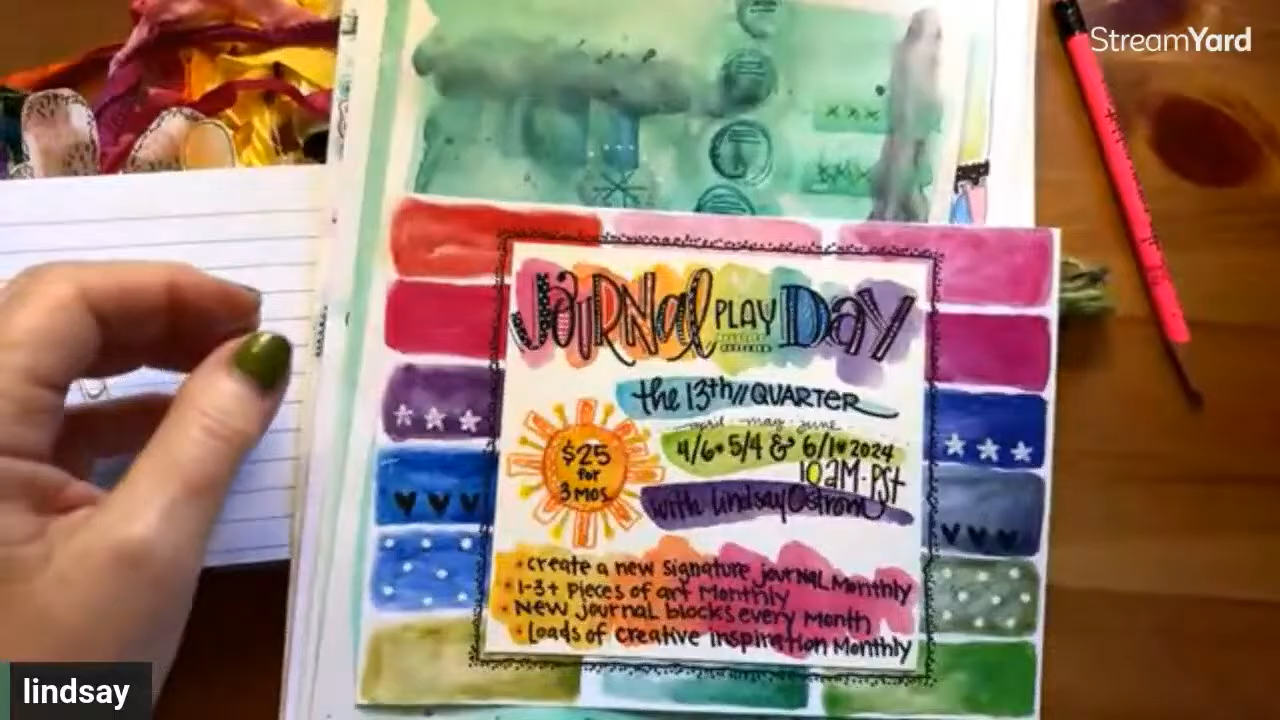 StreamYard
JOURNAL PLAY DAY
the 13th//QUARTER
april - may - june
4/6 • 5/4 & 6/1 • 2024
10am-PST
$25
for
3 MOS.
with lindsay Ostrom
• create a new signature journal Monthly
• 1-3+ pieces of art Monthly
• New journal blocks every Month
• Loads of creative inspiration Monthly
lindsay